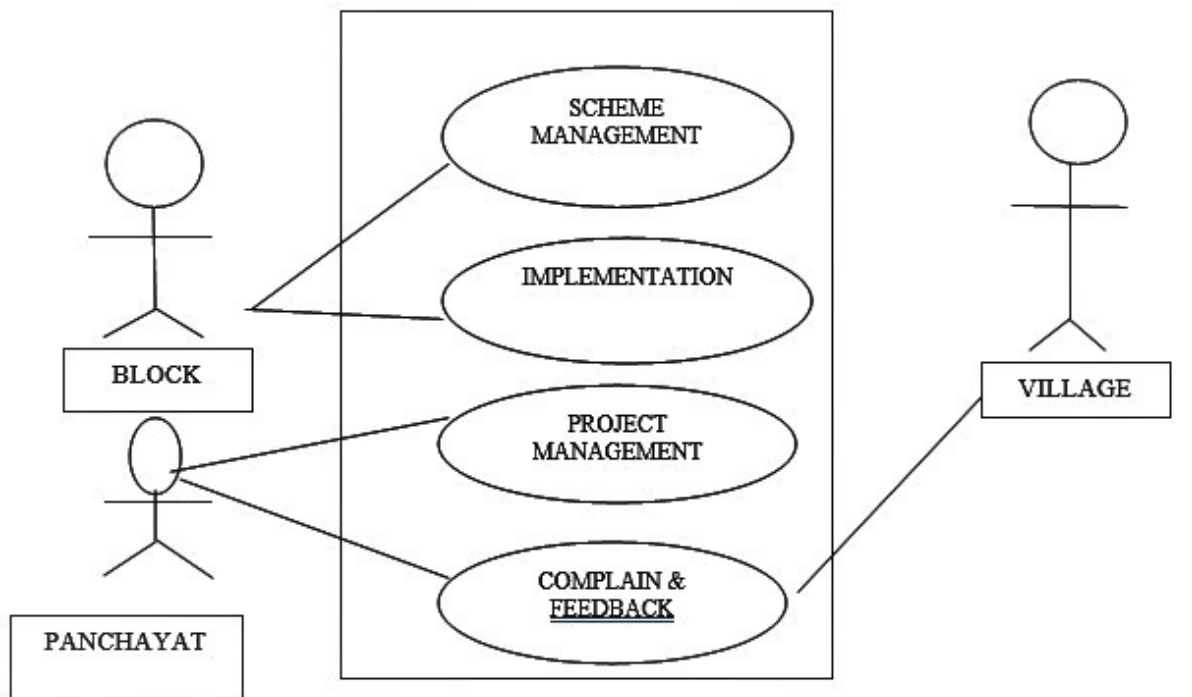 SCHEME
MANAGEMENT
IMPLEMENTATION
BLOCK
VILLAGE
PROJECT
MANAGEMENT
COMPLAIN &
FEEDBACK
PANCHAYAT